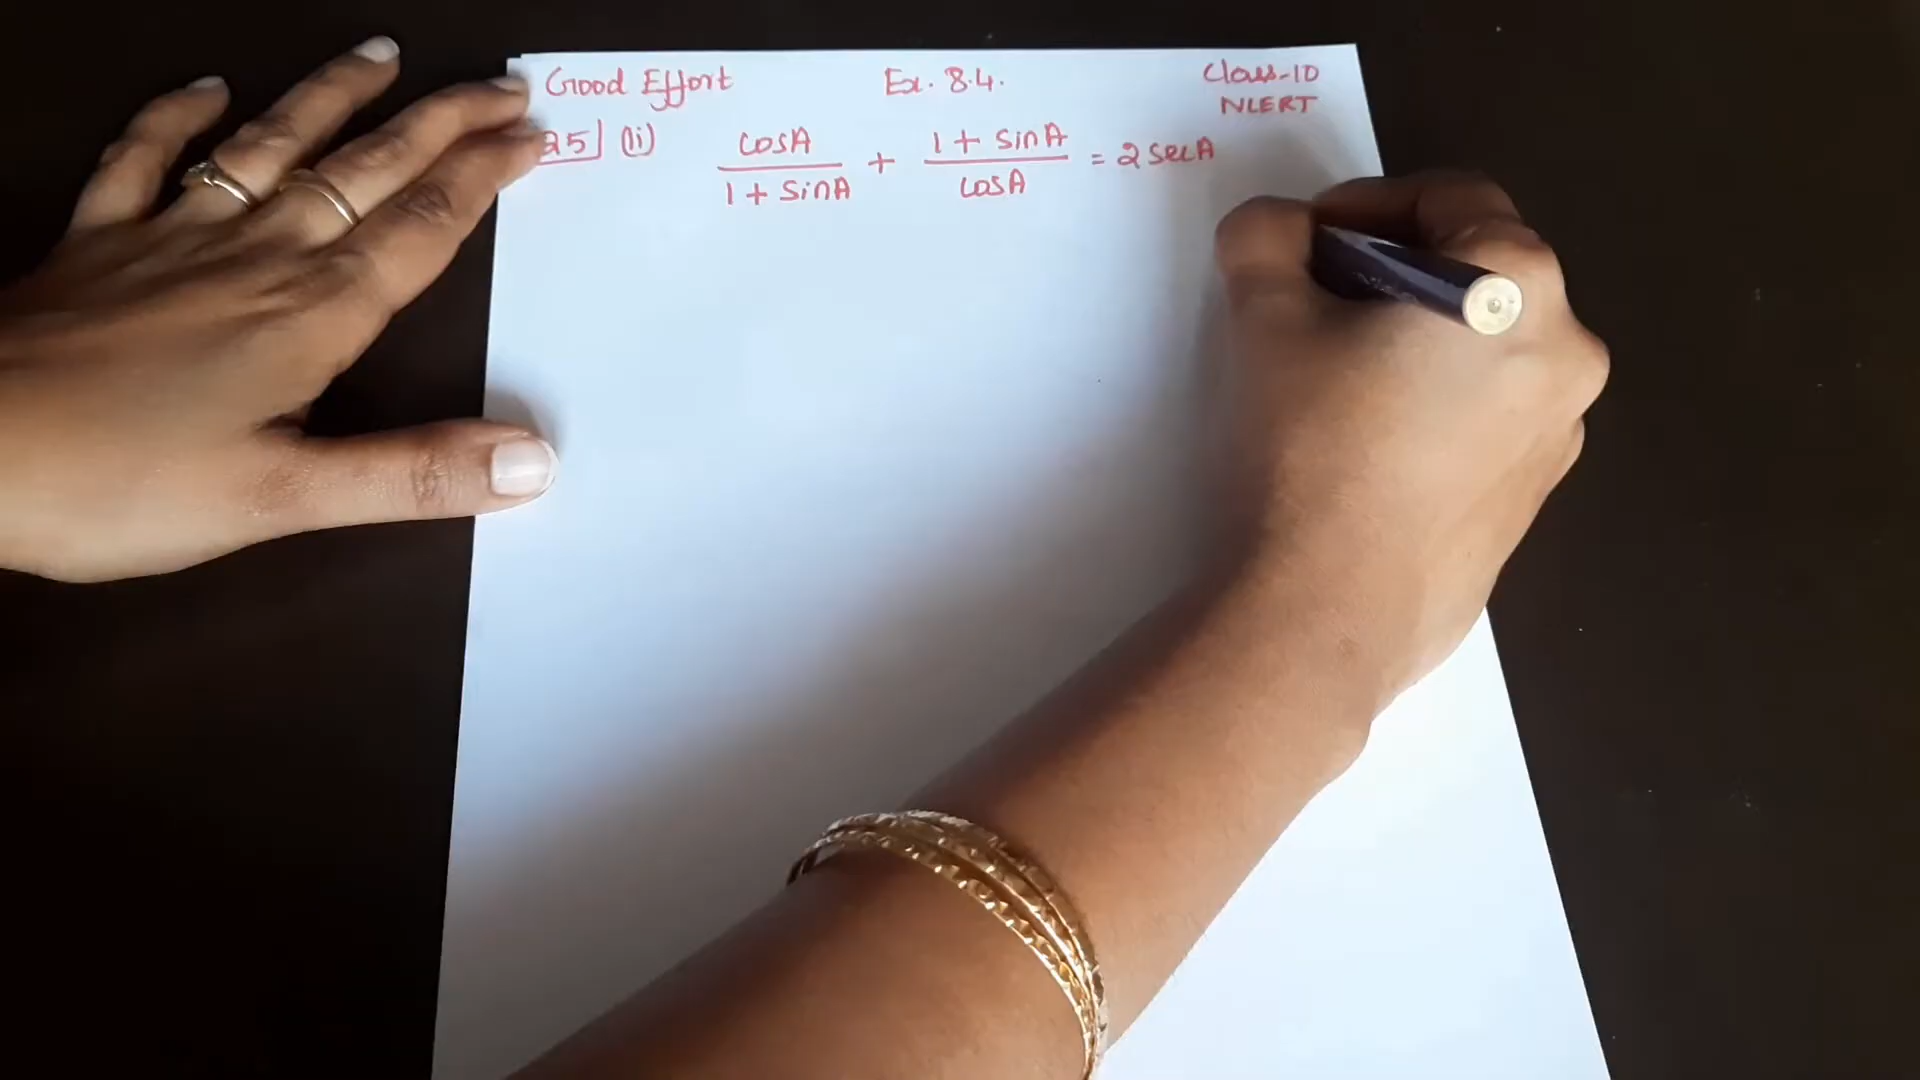 Good Effort Ex. 8.4. Class-10
NCERT
25) (ii) cosA / 1 + sinA + 1 + sinA / cosA = 2 secA